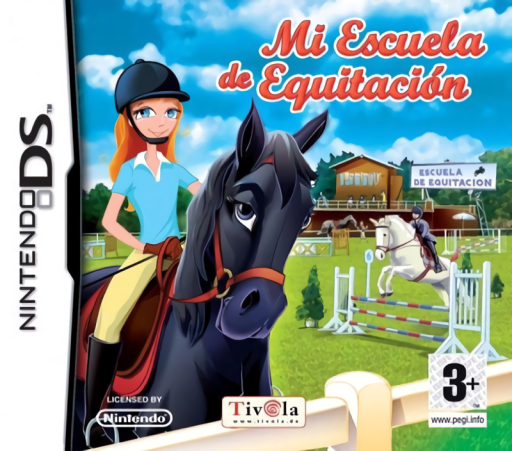 NINTENDO DS™
Mi Escuela
de Equitación
ESCUELA
DE EQUITACION
LICENSED BY
Nintendo
Tivola
www.tivola.de
3+
www.pegi.info